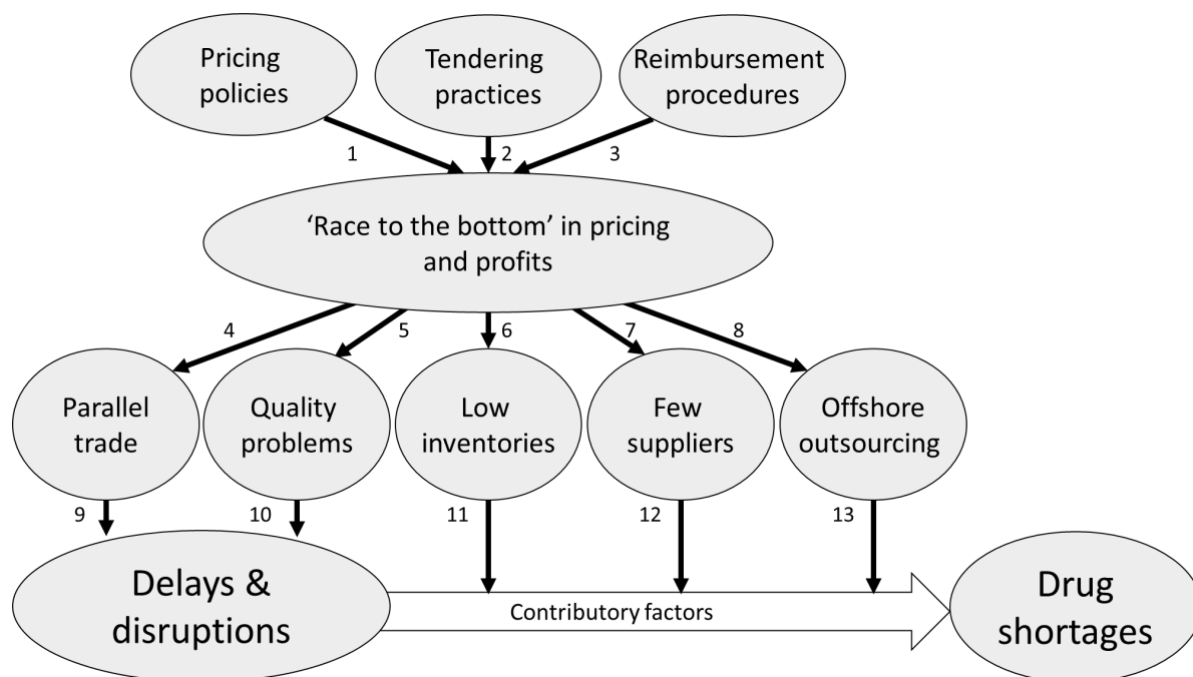 Pricing
policies
Tendering
practices
Reimbursement
procedures
1
2
3
‘Race to the bottom’ in pricing
and profits
4
5
6
7
8
Parallel
trade
Quality
problems
Low
inventories
Few
suppliers
Offshore
outsourcing
9
10
11
12
13
Delays &
disruptions
Contributory factors
Drug
shortages